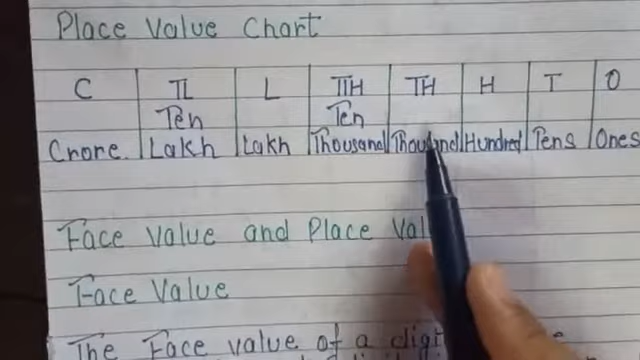 Place Value Chart
C TL L TTH TH H T O
Ten Ten
Crore Lakh Lakh Thousand Thousand Hundred Tens Ones
Face Value and Place Val
Face Value
The Face value of a digit